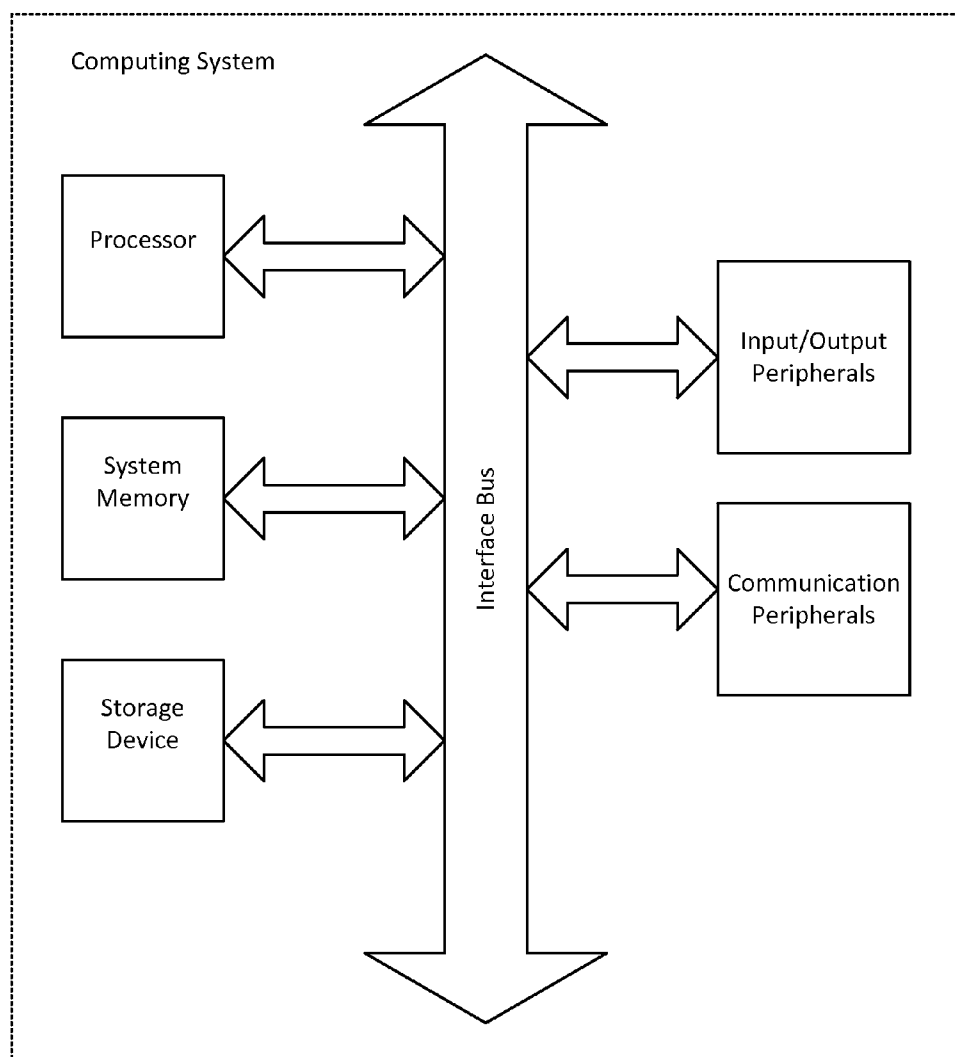 Computing System
Processor
System
Memory
Storage
Device
Interface Bus
Input/Output
Peripherals
Communication
Peripherals